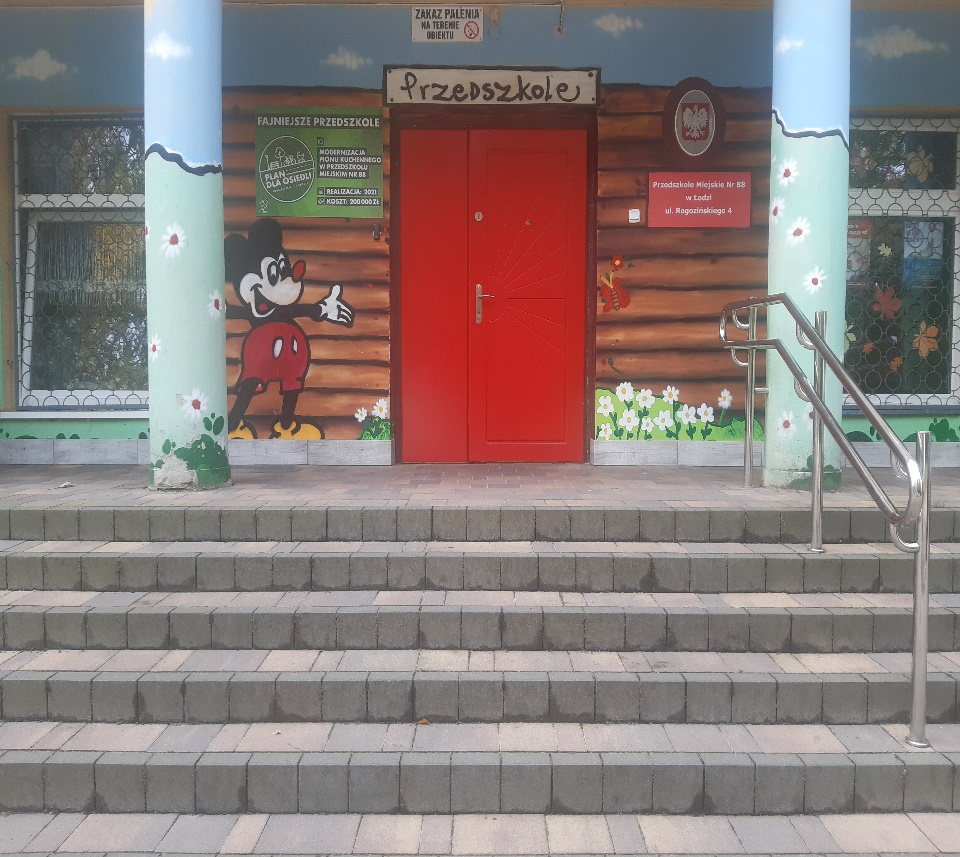 ZAKAZ PALENIA
NA TERENIE
OBIEKTU
Przedszkole
FAJNIEJSZE PRZEDSZKOLE
PLAN
DLA OSIEDLI
MODERNIZACJA
PIONU KUCHENNEGO
W PRZEDSZKOLU
MIEJSKIM NR 88
REALIZACJA: 2021
KOSZT: 200 000 ZŁ
Przedszkole Miejskie Nr 88
w Łodzi
ul. Rogozińskiego 4